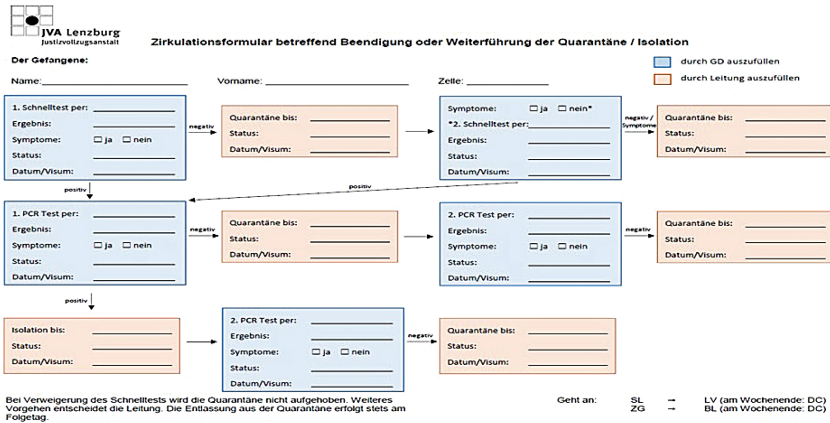 JVA Lenzburg
Justizvollzugsanstalt
Zirkulationsformular betreffend Beendigung oder Weiterführung der Quarantäne / Isolation
Der Gefangene:
durch GD auszufüllen
durch Leitung auszufüllen
Name:
Vorname:
Zelle:
1. Schnelltest per:
Ergebnis:
Symptome: ja nein
Status:
Datum/Visum:
negativ
Quarantäne bis:
Status:
Datum/Visum:
Symptome: ja nein*
*2. Schnelltest per:
Ergebnis:
Status:
Datum/Visum:
negativ /
Symptome
Quarantäne bis:
Status:
Datum/Visum:
positiv
positiv
1. PCR Test per:
Ergebnis:
Symptome: ja nein
Status:
Datum/Visum:
negativ
Quarantäne bis:
Status:
Datum/Visum:
2. PCR Test per:
Ergebnis:
Symptome: ja nein
Status:
Datum/Visum:
negativ
Quarantäne bis:
Status:
Datum/Visum:
positiv
Isolation bis:
Status:
Datum/Visum:
2. PCR Test per:
Ergebnis:
Symptome: ja nein
Status:
Datum/Visum:
negativ
Quarantäne bis:
Status:
Datum/Visum:
Bei Verweigerung des Schnelltests wird die Quarantäne nicht aufgehoben. Weiteres
Vorgehen entscheidet die Leitung. Die Entlassung aus der Quarantäne erfolgt stets am
Folgetag.
Geht an: SL → LV (am Wochenende: DC)
ZG → BL (am Wochenende: DC)